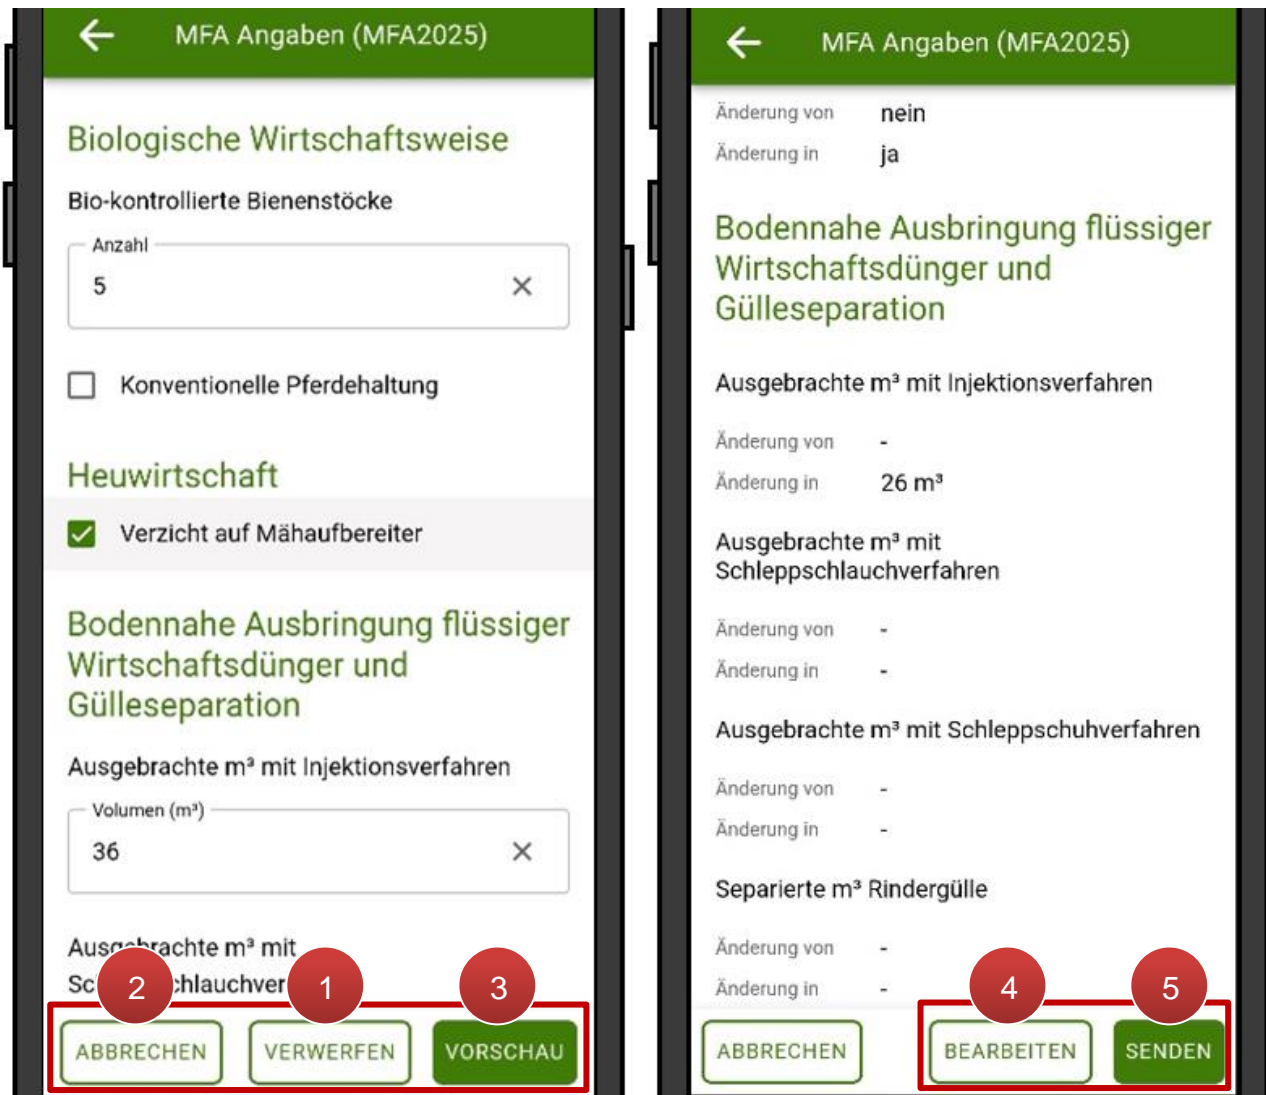 MFA Angaben (MFA2025)
Biologische Wirtschaftsweise
Bio-kontrollierte Bienenstöcke
Anzahl
5
Konventionelle Pferdehaltung
Heuwirtschaft
Verzicht auf Mähaufbereiter
Bodennahe Ausbringung flüssiger
Wirtschaftsdünger und
Gülleseparation
Ausgebrachte m³ mit Injektionsverfahren
Volumen (m³)
36
Ausgebrachte m³ mit
2
1
3
ABBRECHEN
VERWERFEN
VORSCHAU
MFA Angaben (MFA2025)
Änderung von nein
Änderung in ja
Bodennahe Ausbringung flüssiger
Wirtschaftsdünger und
Gülleseparation
Ausgebrachte m³ mit Injektionsverfahren
Änderung von -
Änderung in 26 m³
Ausgebrachte m³ mit
Schleppschlauchverfahren
Änderung von -
Änderung in -
Ausgebrachte m³ mit Schleppschuhverfahren
Änderung von -
Änderung in -
Separierte m³ Rindergülle
Änderung von -
Änderung in -
4
5
ABBRECHEN
BEARBEITEN
SENDEN